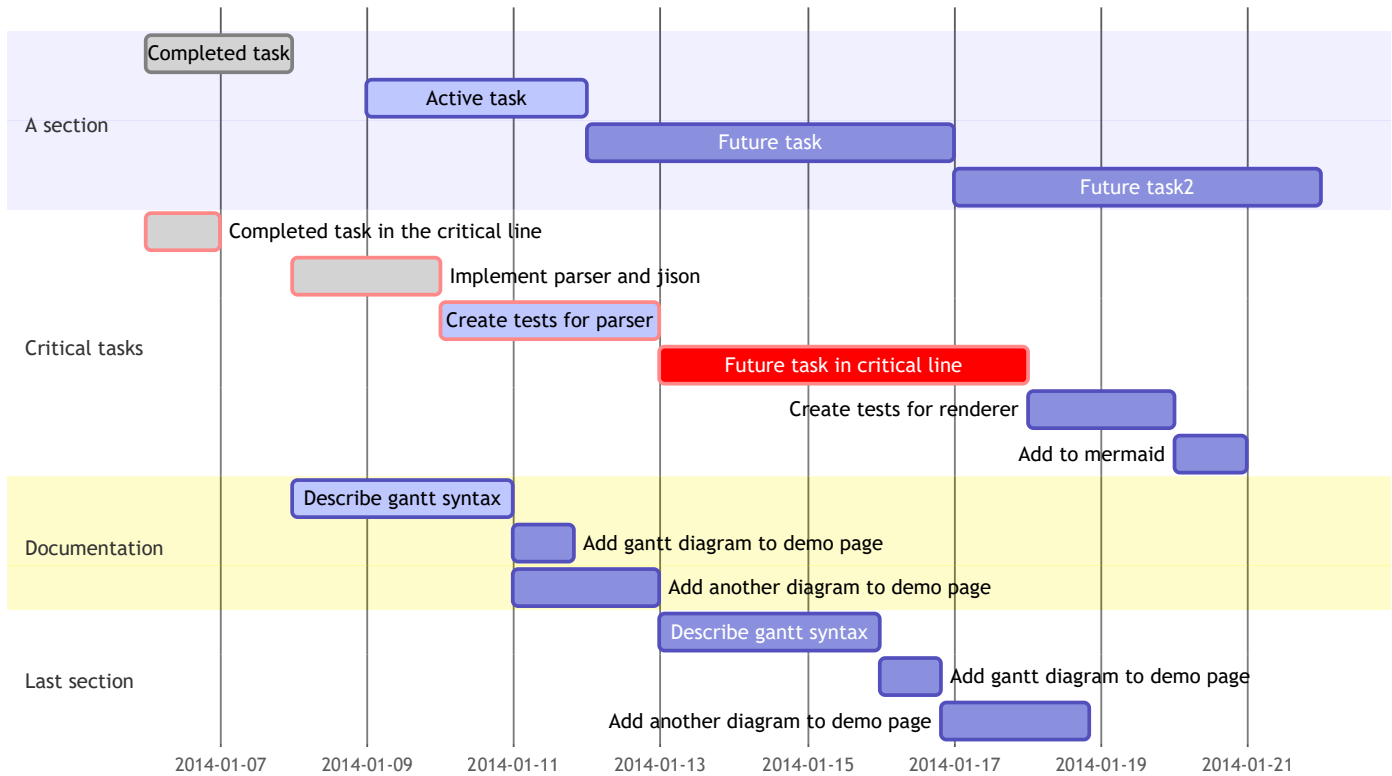 Completed task
Active task
A section
Future task
Future task2
Completed task in the critical line
Implement parser and jison
Create tests for parser
Critical tasks
Future task in critical line
Create tests for renderer
Add to mermaid
Describe gantt syntax
Add gantt diagram to demo page
Documentation
Add another diagram to demo page
Describe gantt syntax
Add gantt diagram to demo page
Last section
Add another diagram to demo page
2014-01-07 2014-01-09 2014-01-11 2014-01-13 2014-01-15 2014-01-17 2014-01-19 2014-01-21